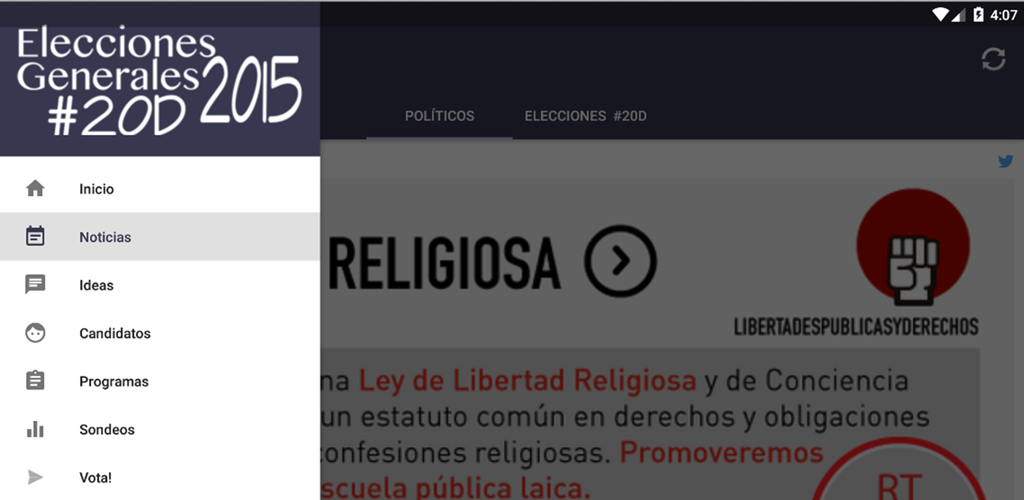 4:07
Elecciones
Generales
#20D 2015
POLÍTICOS
ELECCIONES #20D
Inicio
Noticias
Ideas
Candidatos
Programas
Sondeos
Vota!
RELIGIOSA
LIBERTADESPUBLICASYDERECHOS
na Ley de Libertad Religiosa y de Conciencia
un estatuto común en derechos y obligaciones
confesiones religiosas. Promoveremos
scuela pública laica.
RT